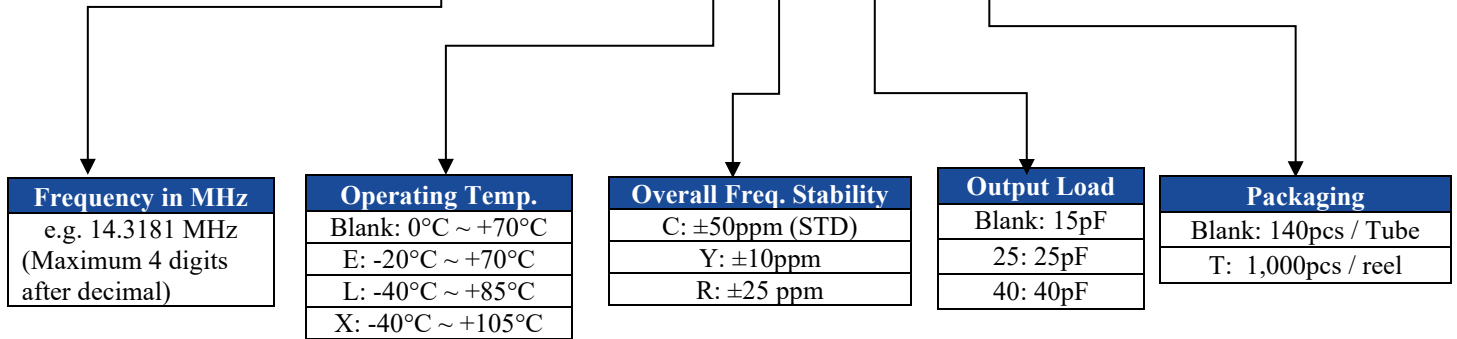 Frequency in MHz
e.g. 14.3181 MHz
(Maximum 4 digits
after decimal)
Operating Temp.
Blank: 0°C ~ +70°C
E: -20°C ~ +70°C
L: -40°C ~ +85°C
X: -40°C ~ +105°C
Overall Freq. Stability
C: ±50ppm (STD)
Y: ±10ppm
R: ±25 ppm
Output Load
Blank: 15pF
25: 25pF
40: 40pF
Packaging
Blank: 140pcs / Tube
T: 1,000pcs / reel